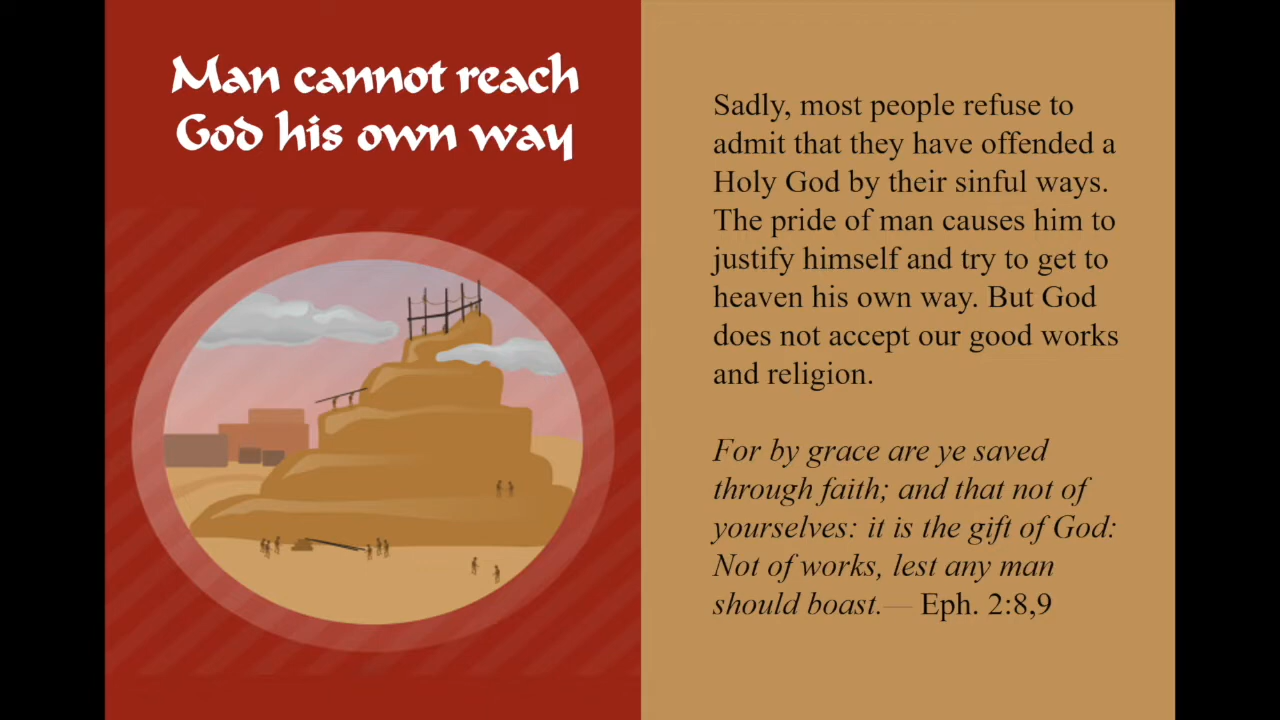 Man cannot reach
God his own way
Sadly, most people refuse to
admit that they have offended a
Holy God by their sinful ways.
The pride of man causes him to
justify himself and try to get to
heaven his own way. But God
does not accept our good works
and religion.
For by grace are ye saved
through faith; and that not of
yourselves: it is the gift of God:
Not of works, lest any man
should boast.— Eph. 2:8,9